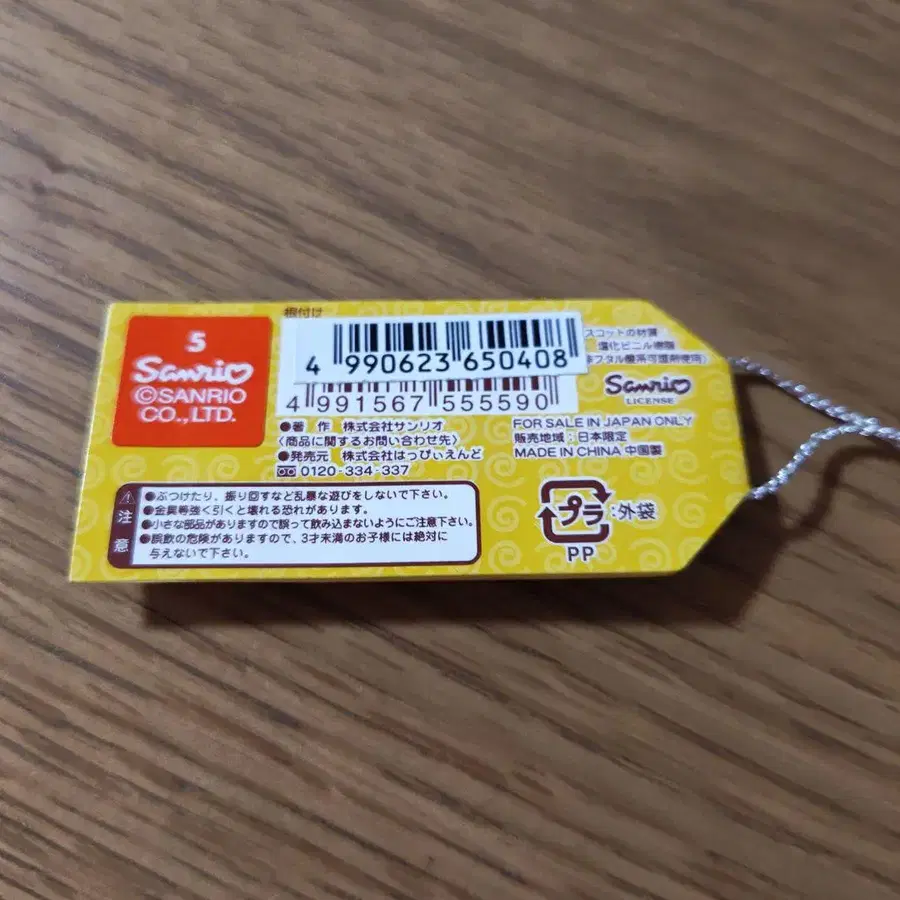 根付け
5
Sanrio
©SANRIO
CO.,LTD.
4 990623 650408
4 991567 555590
スコットの材質
塩化ビニル樹脂
フタル酸系可塑剤使用)
Sanrio
LICENSE
●著 作 株式会社サンリオ
〈商品に関するお問い合わせ先〉
●発売元 株式会社はっぴぃえんど
0120-334-337
FOR SALE IN JAPAN ONLY
販売地域:日本限定
MADE IN CHINA 中国製
注意
●ぶつけたり、振り回すなど乱暴な遊びをしないで下さい。
●金具等強く引くと壊れる恐れがあります。
●小さな部品がありますので誤って飲み込まないようにご注意下さい。
●誤飲の危険がありますので、3才未満のお子様には絶対に
与えないで下さい。
プラ:外袋
PP